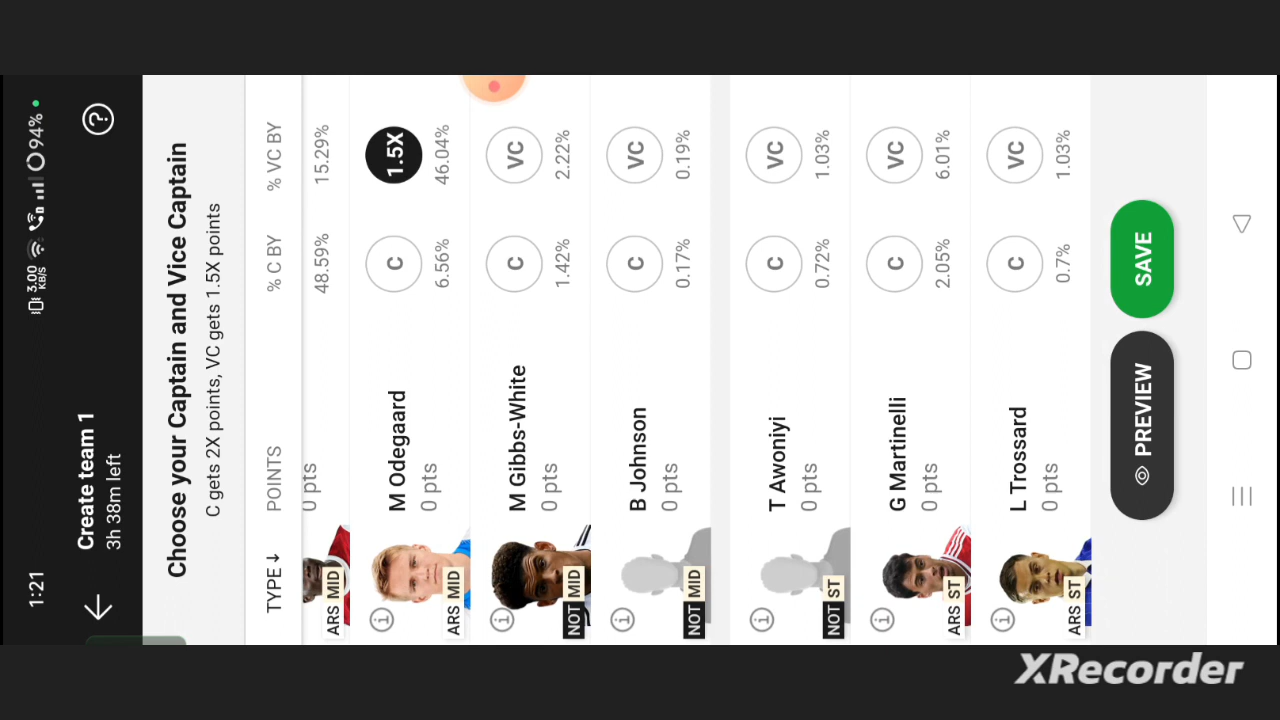 1:21
3.00 KB/S
94%
Create team 1
3h 38m left
?
Choose your Captain and Vice Captain
C gets 2X points, VC gets 1.5X points
TYPE ↓ POINTS % C BY % VC BY
ARS MID 0 pts 48.59% 15.29%
M Odegaard C 1.5X
ARS MID 0 pts 6.56% 46.04%
M Gibbs-White C VC
NOT MID 0 pts 1.42% 2.22%
B Johnson C VC
NOT MID 0 pts 0.17% 0.19%
T Awoniyi C VC
NOT ST 0 pts 0.72% 1.03%
G Martinelli C VC
ARS ST 0 pts 2.05% 6.01%
L Trossard C VC
ARS ST 0 pts 0.7% 1.03%
PREVIEW SAVE
XRecorder